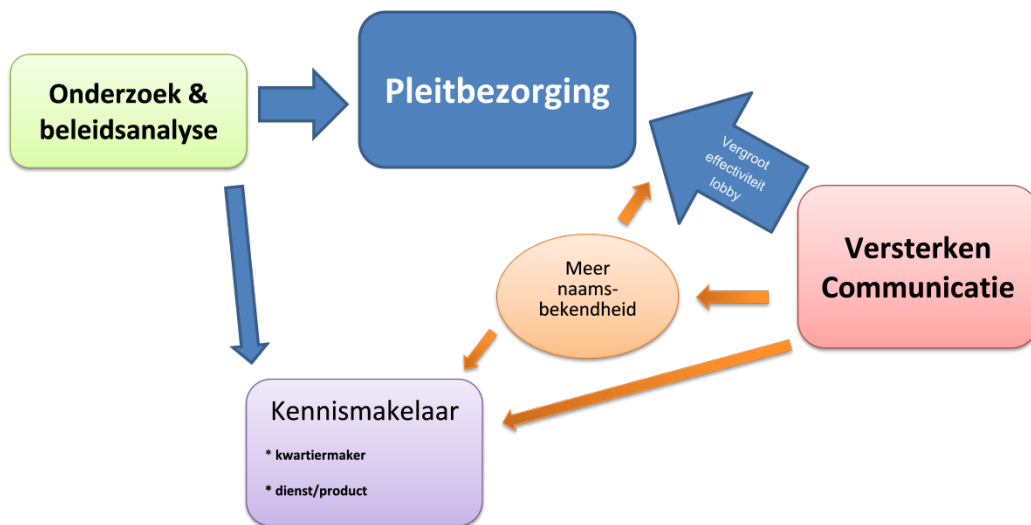 Onderzoek &
beleidsanalyse
Pleitbezorging
Vergroot
effectiviteit
lobby
Versterken
Communicatie
Meer
naams-
bekendheid
Kennismakelaar
* kwartiermaker
* dienst/product